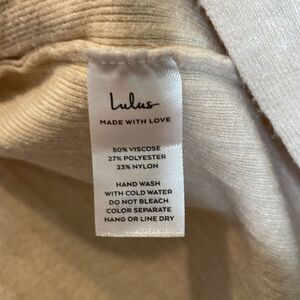 Lulus
MADE WITH LOVE
50% VISCOSE
27% POLYESTER
23% NYLON
HAND WASH
WITH COLD WATER
DO NOT BLEACH
COLOR SEPARATE
HANG OR LINE DRY